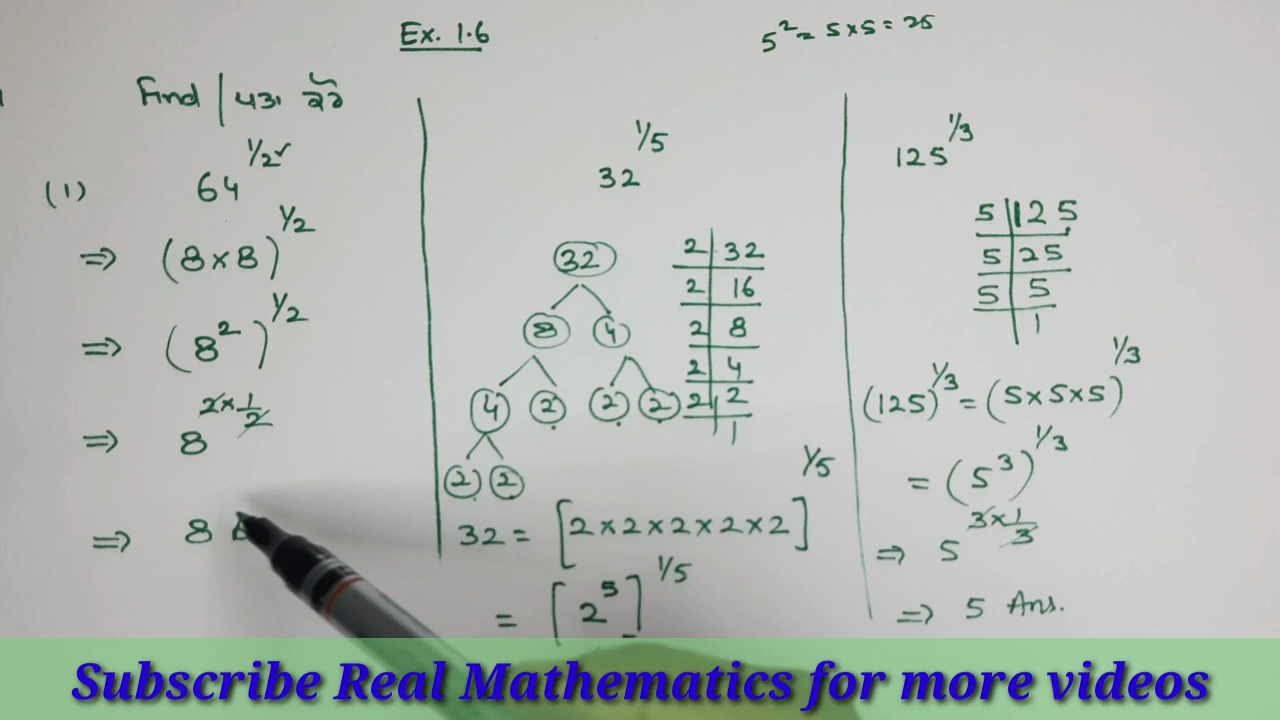 Ex. 1.6
5² = 5×5 = 25
Find
(1) 64^1/2 ✓
⇒ (8×8)^1/2
⇒ (8²)^1/2
⇒ 8^2×1/2
⇒ 8
32^1/5
32
8 4
4 2 2 2
2 2
2 | 32
2 | 16
2 | 8
2 | 4
2 | 2
1
32 = [2×2×2×2×2]^1/5
= [2⁵]^1/5
125^1/3
5 | 125
5 | 25
5 | 5
1
(125)^1/3 = (5×5×5)^1/3
= (5³)^1/3
⇒ 5^3×1/3
⇒ 5 Ans.
Subscribe Real Mathematics for more videos